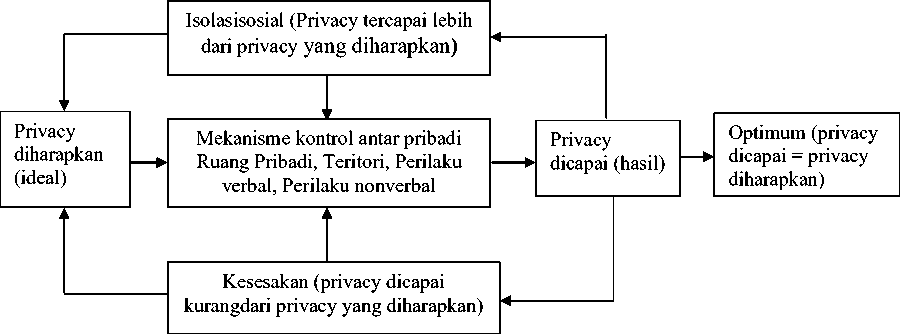 Isolasisosial (Privacy tercapai lebih
dari privacy yang diharapkan)
Privacy
diharapkan
(ideal)
Mekanisme kontrol antar pribadi
Ruang Pribadi, Teritori, Perilaku
verbal, Perilaku nonverbal
Privacy
dicapai (hasil)
Optimum (privacy
dicapai = privacy
diharapkan)
Kesesakan (privacy dicapai
kurangdari privacy yang diharapkan)